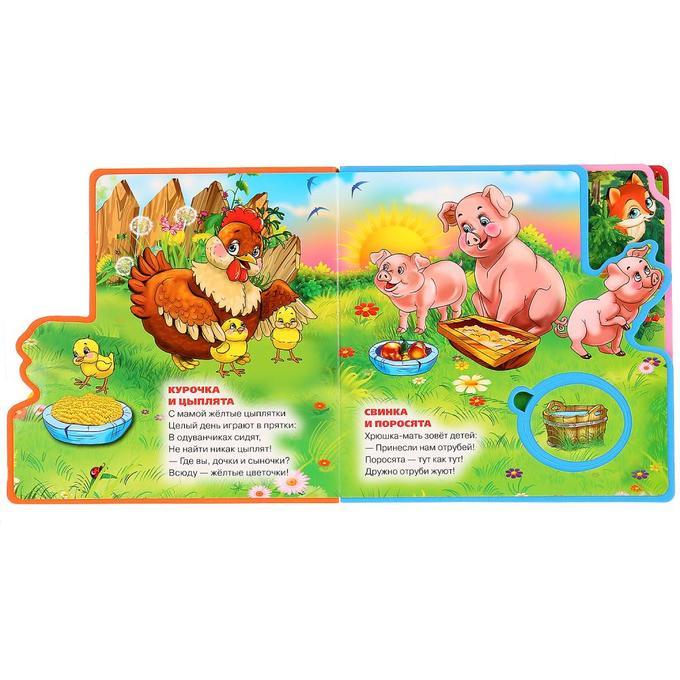 КУРОЧКА
И ЦЫПЛЯТА
С мамой жёлтые цыплятки
Целый день играют в прятки:
В одуванчиках сидят,
Не найти никак цыплят!
— Где вы, дочки и сыночки?
Всюду — жёлтые цветочки!
СВИНКА
И ПОРОСЯТА
Хрюшка-мать зовёт детей:
— Принесли нам отрубей!
Поросята — тут как тут!
Дружно отруби жуют!